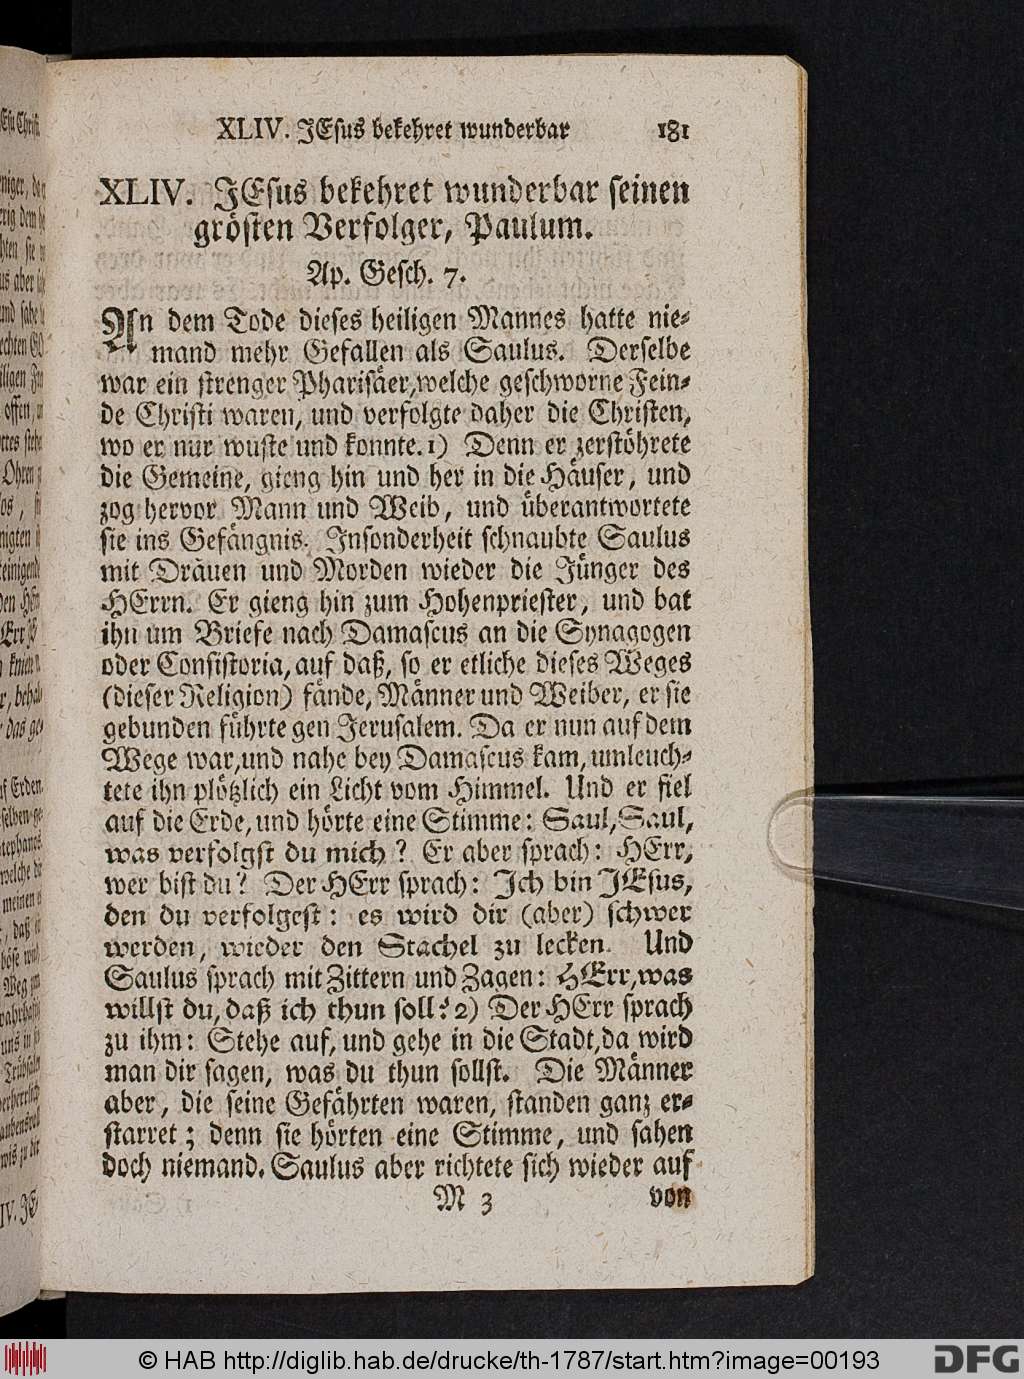 XLIV. JEsus bekehret wunderbar 181
XLIV. JEsus bekehret wunderbar seinen
grösten Verfolger, Paulum.
Ap. Gesch. 7.
An dem Tode dieses heiligen Mannes hatte nie-
mand mehr Gefallen als Saulus. Derselbe
war ein strenger Pharisäer, welche geschworne Fein-
de Christi waren, und verfolgte daher die Christen,
wo er nur wuste und konnte. 1) Denn er zerstöhrete
die Gemeine, gieng hin und her in die Häuser, und
zog hervor Mann und Weib, und überantwortete
sie ins Gefängnis. Insonderheit schnaubte Saulus
mit Dräuen und Morden wieder die Jünger des
HErrn. Er gieng hin zum Hohenpriester, und bat
ihn um Briefe nach Damascus an die Synagogen
oder Consistoria, auf daß, so er etliche dieses Weges
(dieser Religion) fände, Männer und Weiber, er sie
gebunden führte gen Jerusalem. Da er nun auf dem
Wege war, und nahe bey Damascus kam, umleuch-
tete ihn plötzlich ein Licht vom Himmel. Und er fiel
auf die Erde, und hörte eine Stimme: Saul, Saul,
was verfolgst du mich? Er aber sprach: HErr,
wer bist du? Der HErr sprach: Ich bin JEsus,
den du verfolgest: es wird dir (aber) schwer
werden, wieder den Stachel zu lecken. Und
Saulus sprach mit Zittern und Zagen: HErr, was
willst du, daß ich thun soll? 2) Der HErr sprach
zu ihm: Stehe auf, und gehe in die Stadt, da wird
man dir sagen, was du thun sollst. Die Männer
aber, die seine Gefährten waren, standen ganz er-
starret; denn sie hörten eine Stimme, und sahen
doch niemand. Saulus aber richtete sich wieder auf
M 3 von
© HAB http://diglib.hab.de/drucke/th-1787/start.htm?image=00193
DFG